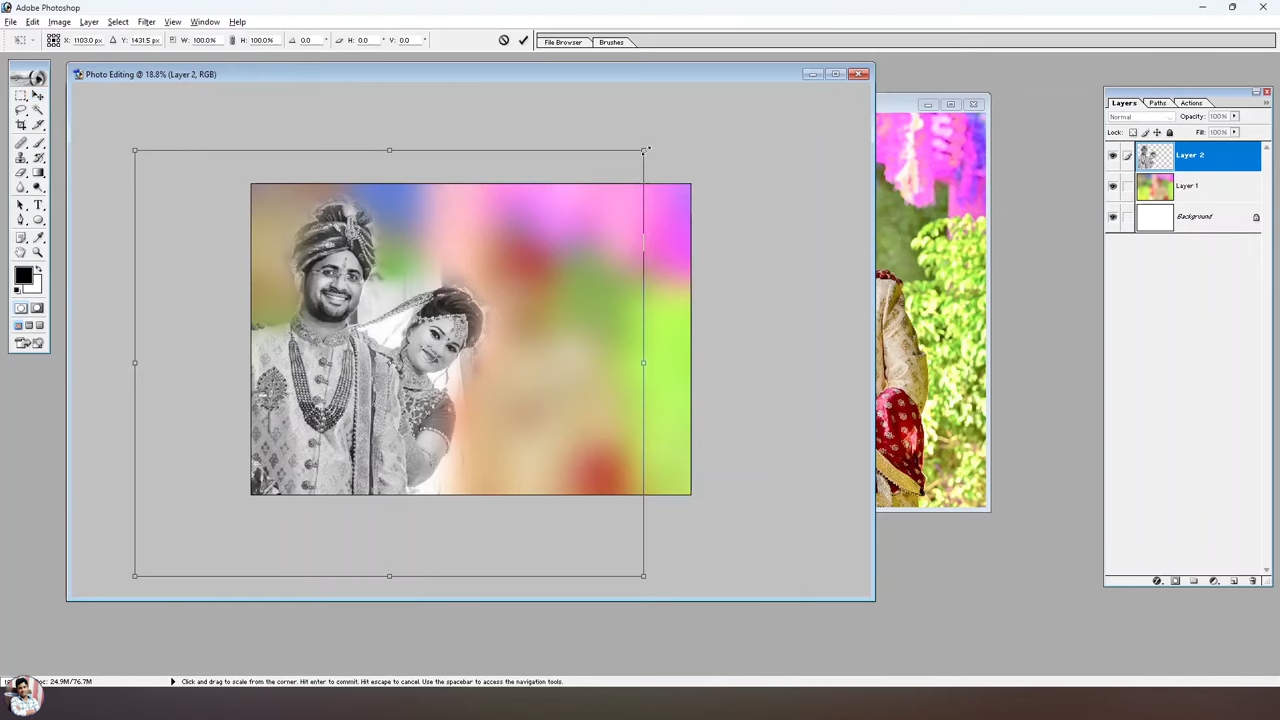 Adobe Photoshop
File Edit Image Layer Select Filter View Window Help
X: 1103.0 px Y: 1431.5 px W: 100.0% H: 100.0% 0.0 ° H: 0.0 ° V: 0.0 °
File Browser Brushes
Photo Editing @ 18.8% (Layer 2, RGB)
Layers Paths Actions
Normal Opacity: 100%
Lock: Fill: 100%
Layer 2
Layer 1
Background
T
Doc: 24.9M/76.7M Click and drag to scale from the corner. Hit enter to commit. Hit escape to cancel. Use the spacebar to access the navigation tools.